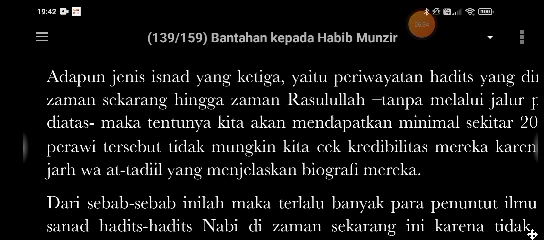 19:42
(139/159) Bantahan kepada Habib Munzir
Adapun jenis isnad yang ketiga, yaitu periwayatan hadits yang
zaman sekarang hingga zaman Rasulullah –tanpa melalui jalur
diatas- maka tentunya kita akan mendapatkan minimal sekitar 20
perawi tersebut tidak mungkin kita cek kredibilitas mereka
jarh wa at-tadiil yang menjelaskan biografi mereka.
Dari sebab-sebab inilah maka terlalu banyak para penuntut ilmu
sanad hadits-hadits Nabi di zaman sekarang ini karena tidak